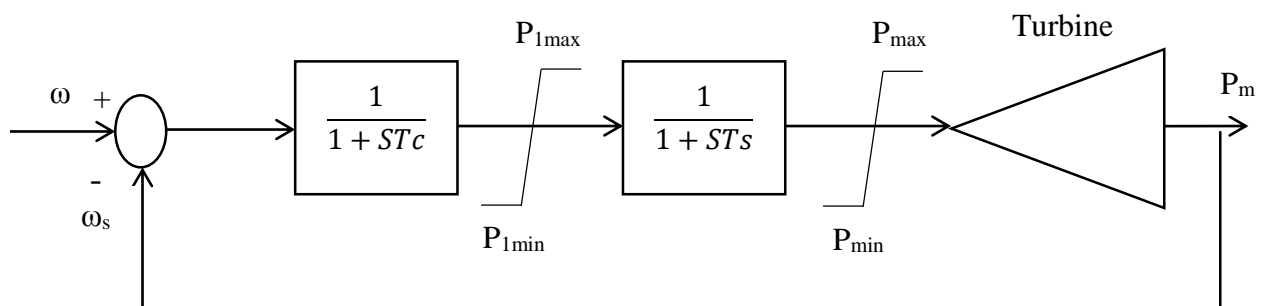 Turbine
P1max
Pmax
ω
+
1
1 + STc
1
1 + STs
Pm
-
ωs
P1min
Pmin